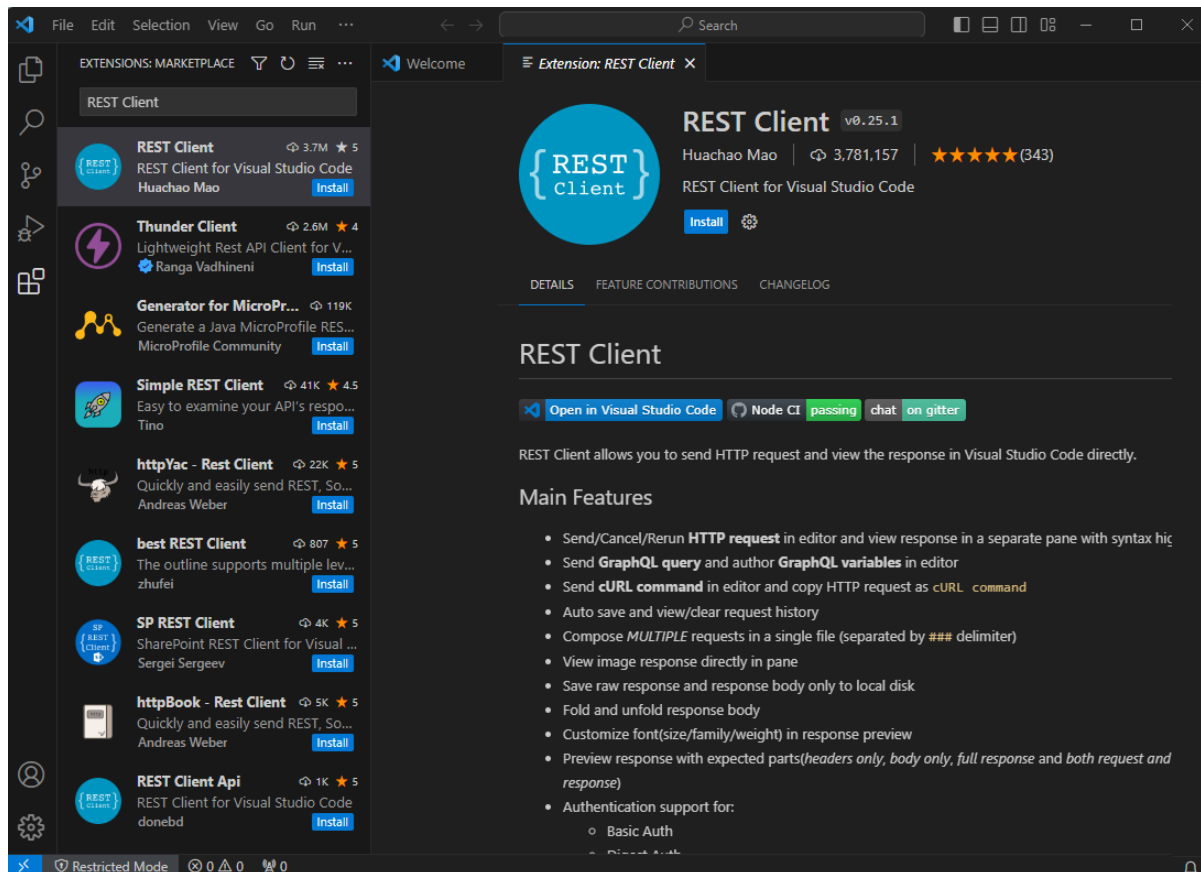 File Edit Selection View Go Run ···
Search
EXTENSIONS: MARKETPLACE
Welcome
Extension: REST Client
REST Client
{REST}
Client
REST Client 3.7M 5
REST Client for Visual Studio Code
Huachao Mao Install
Thunder Client 2.6M 4
Lightweight Rest API Client for V...
Ranga Vadhineni Install
Generator for MicroPr... 119K
Generate a Java MicroProfile RES...
MicroProfile Community Install
Simple REST Client 41K 4.5
Easy to examine your API's respo...
Tino Install
http
httpYac - Rest Client 22K 5
Quickly and easily send REST, So...
Andreas Weber Install
{REST}
Client
best REST Client 807 5
The outline supports multiple lev...
zhufei Install
SP
{REST
Client}
SP REST Client 4K 5
SharePoint REST Client for Visual ...
Sergei Sergeev Install
httpBook - Rest Client 5K 5
Quickly and easily send REST, So...
Andreas Weber Install
{REST}
Client
REST Client Api 1K 5
REST Client for Visual Studio Code
donebd Install
{REST}
Client
REST Client v0.25.1
Huachao Mao 3,781,157 (343)
REST Client for Visual Studio Code
Install
DETAILS FEATURE CONTRIBUTIONS CHANGELOG
REST Client
Open in Visual Studio Code Node CI passing chat on gitter
REST Client allows you to send HTTP request and view the response in Visual Studio Code directly.
Main Features
Send/Cancel/Rerun HTTP request in editor and view response in a separate pane with syntax hig
Send GraphQL query and author GraphQL variables in editor
Send cURL command in editor and copy HTTP request as cURL command
Auto save and view/clear request history
Compose MULTIPLE requests in a single file (separated by ### delimiter)
View image response directly in pane
Save raw response and response body only to local disk
Fold and unfold response body
Customize font(size/family/weight) in response preview
Preview response with expected parts(headers only, body only, full response and both request and
response)
Authentication support for:
Basic Auth
Digest Auth
Restricted Mode 0 0 0